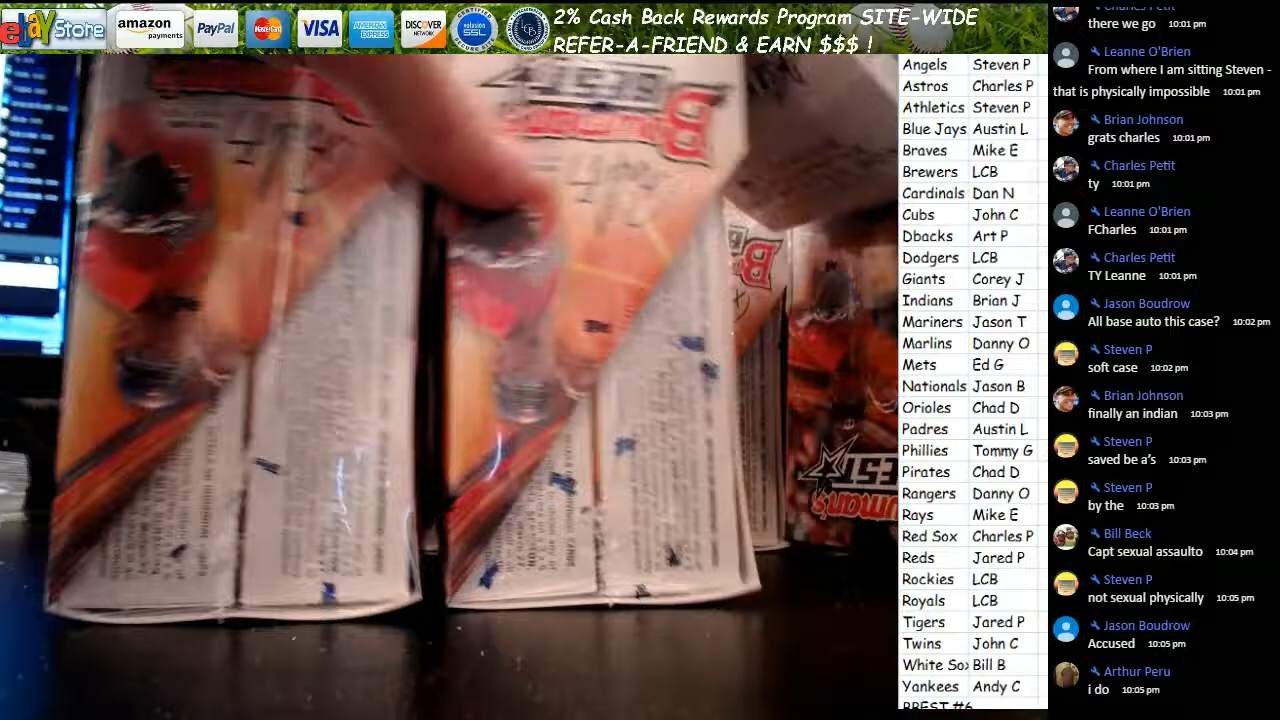 ebay Store
amazon payments
PayPal
MasterCard
VISA
AMERICAN EXPRESS
DISCOVER NETWORK
CERTIFIED
volusion SSL
2% Cash Back Rewards Program SITE-WIDE
REFER-A-FRIEND & EARN $$$ !
Angels Steven P
Astros Charles P
Athletics Steven P
Blue Jays Austin L
Braves Mike E
Brewers LCB
Cardinals Dan N
Cubs John C
Dbacks Art P
Dodgers LCB
Giants Corey J
Indians Brian J
Mariners Jason T
Marlins Danny O
Mets Ed G
Nationals Jason B
Orioles Chad D
Padres Austin L
Phillies Tommy G
Pirates Chad D
Rangers Danny O
Rays Mike E
Red Sox Charles P
Reds Jared P
Rockies LCB
Royals LCB
Tigers Jared P
Twins John C
White Sox Bill B
Yankees Andy C
BBEST #6
Charles Petit
there we go 10:01 pm
Leanne O'Brien
From where I am sitting Steven -
that is physically impossible 10:01 pm
Brian Johnson
grats charles 10:01 pm
Charles Petit
ty 10:01 pm
Leanne O'Brien
FCharles 10:01 pm
Charles Petit
TY Leanne 10:01 pm
Jason Boudrow
All base auto this case? 10:02 pm
Steven P
soft case 10:02 pm
Brian Johnson
finally an indian 10:03 pm
Steven P
saved be a's 10:03 pm
Steven P
by the 10:03 pm
Bill Beck
Capt sexual assaulto 10:04 pm
Steven P
not sexual physically 10:05 pm
Jason Boudrow
Accused 10:05 pm
Arthur Peru
i do 10:05 pm
Bowman's
BEST